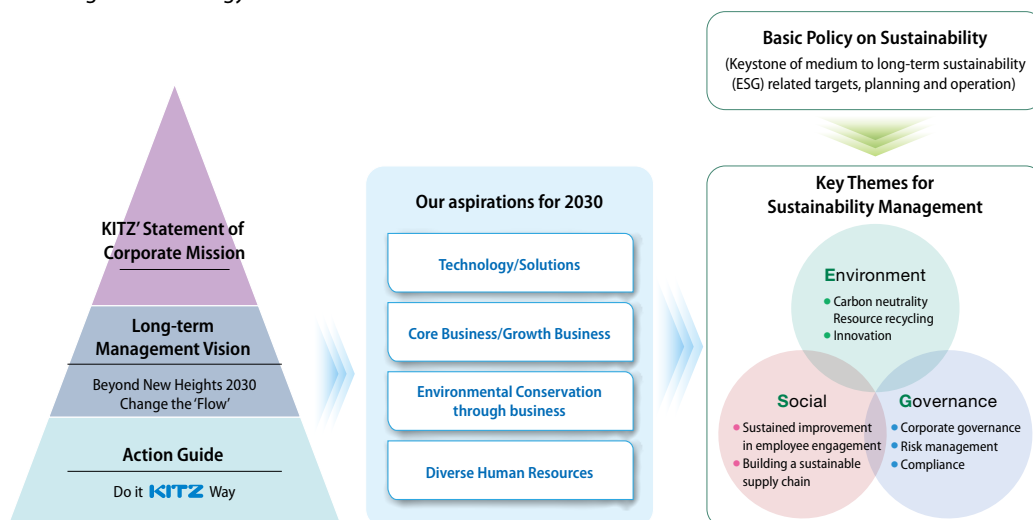 KITZ’ Statement of
Corporate Mission
Long-term
Management Vision
Beyond New Heights 2030
Change the ‘Flow’
Action Guide
Do it KITZ Way
Our aspirations for 2030
Technology/Solutions
Core Business/Growth Business
Environmental Conservation
through business
Diverse Human Resources
Basic Policy on Sustainability
(Keystone of medium to long-term sustainability
(ESG) related targets, planning and operation)
Key Themes for
Sustainability Management
Environment
• Carbon neutrality
Resource recycling
• Innovation
Social
• Sustained improvement
in employee engagement
• Building a sustainable
supply chain
Governance
• Corporate governance
• Risk management
• Compliance